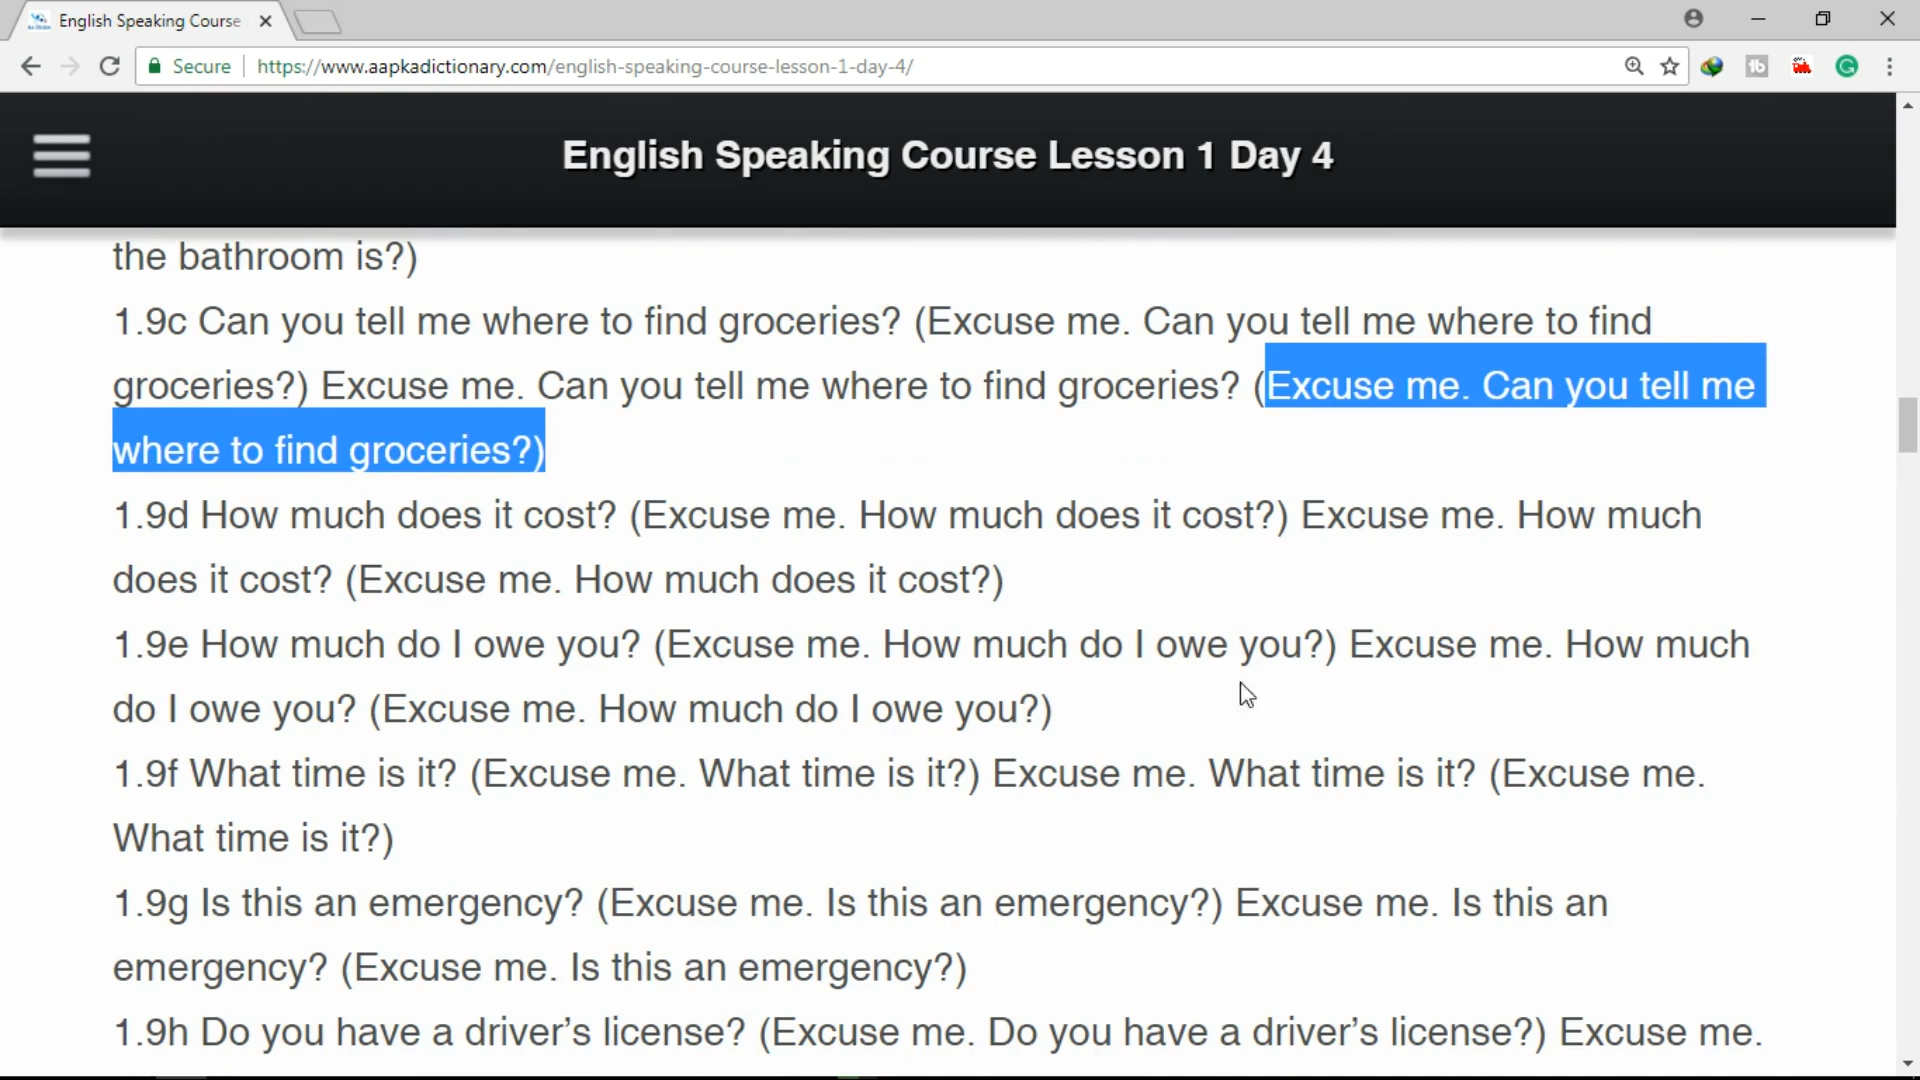 English Speaking Course
Secure
https://www.aapkadictionary.com/english-speaking-course-lesson-1-day-4/
English Speaking Course Lesson 1 Day 4
the bathroom is?)
1.9c Can you tell me where to find groceries? (Excuse me. Can you tell me where to find
groceries?) Excuse me. Can you tell me where to find groceries? (Excuse me. Can you tell me
where to find groceries?)
1.9d How much does it cost? (Excuse me. How much does it cost?) Excuse me. How much
does it cost? (Excuse me. How much does it cost?)
1.9e How much do I owe you? (Excuse me. How much do I owe you?) Excuse me. How much
do I owe you? (Excuse me. How much do I owe you?)
1.9f What time is it? (Excuse me. What time is it?) Excuse me. What time is it? (Excuse me.
What time is it?)
1.9g Is this an emergency? (Excuse me. Is this an emergency?) Excuse me. Is this an
emergency? (Excuse me. Is this an emergency?)
1.9h Do you have a driver’s license? (Excuse me. Do you have a driver’s license?) Excuse me.